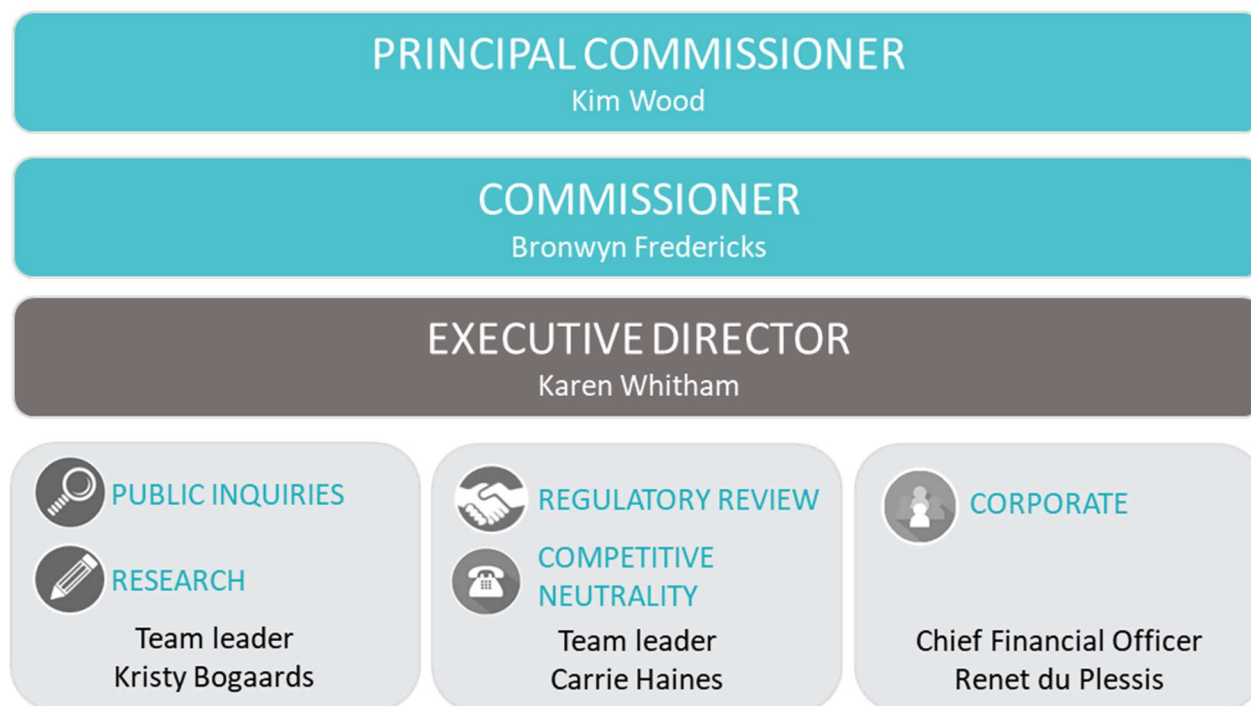 PRINCIPAL COMMISSIONER
Kim Wood
COMMISSIONER
Bronwyn Fredericks
EXECUTIVE DIRECTOR
Karen Whitham
PUBLIC INQUIRIES
RESEARCH
Team leader
Kristy Bogaards
REGULATORY REVIEW
COMPETITIVE
NEUTRALITY
Team leader
Carrie Haines
CORPORATE
Chief Financial Officer
Renet du Plessis